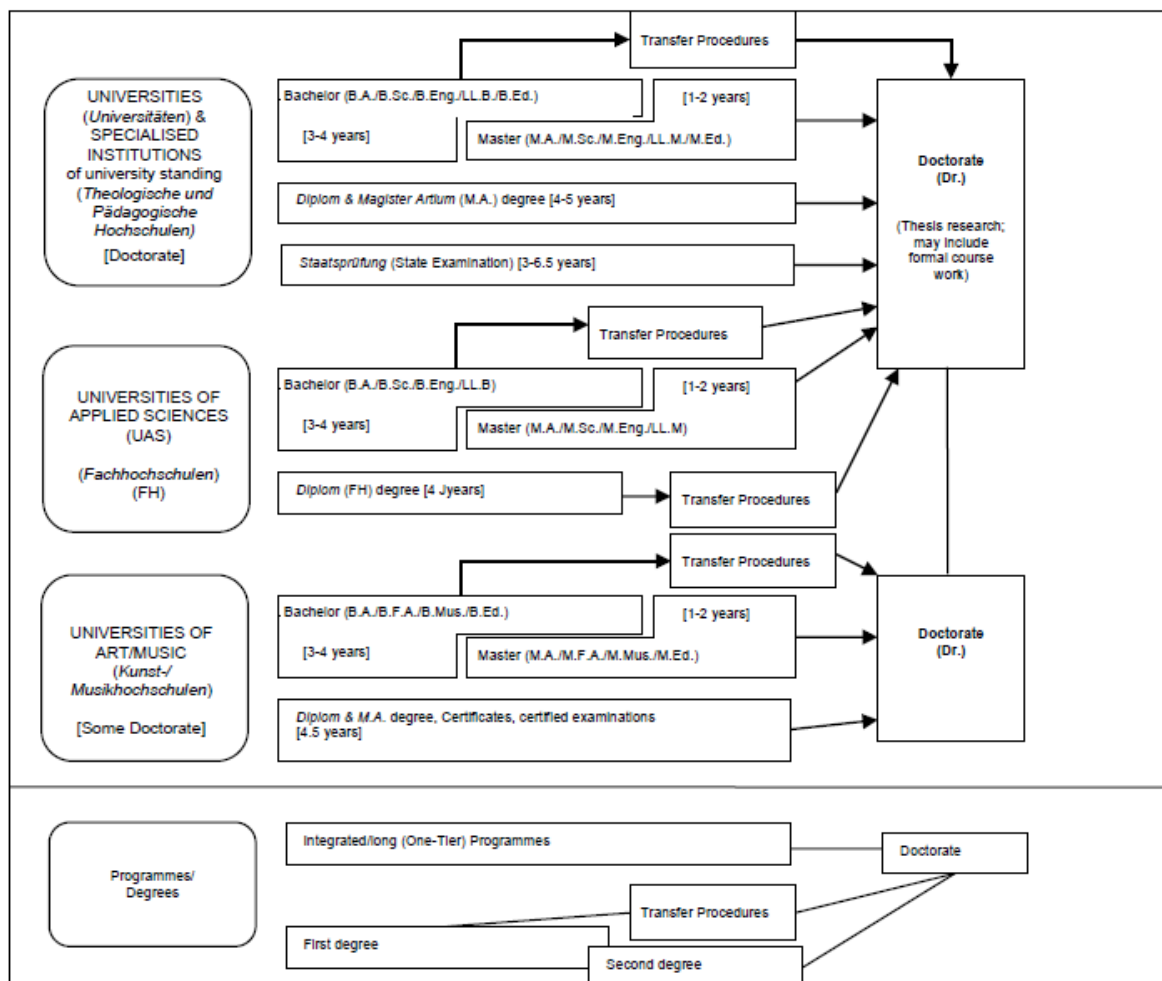 Transfer Procedures
UNIVERSITIES
(Universitäten) &
SPECIALISED
INSTITUTIONS
of university standing
(Theologische und
Pädagogische
Hochschulen)
[Doctorate]
. Bachelor (B.A./B.Sc./B.Eng./LL.B./B.Ed.)
[3-4 years]
[1-2 years]
Master (M.A./M.Sc./M.Eng./LL.M./M.Ed.)
Diplom & Magister Artium (M.A.) degree [4-5 years]
Staatsprüfung (State Examination) [3-6.5 years]
Doctorate
(Dr.)
(Thesis research;
may include
formal course
work)
Transfer Procedures
UNIVERSITIES OF
APPLIED SCIENCES
(UAS)
(Fachhochschulen)
(FH)
. Bachelor (B.A./B.Sc./B.Eng./LL.B)
[3-4 years]
[1-2 years]
Master (M.A./M.Sc./M.Eng./LL.M)
Diplom (FH) degree [4 Jyears]
Transfer Procedures
Transfer Procedures
UNIVERSITIES OF
ART/MUSIC
(Kunst-/
Musikhochschulen)
[Some Doctorate]
. Bachelor (B.A./B.F.A./B.Mus./B.Ed.)
[3-4 years]
[1-2 years]
Master (M.A./M.F.A./M.Mus./M.Ed.)
Diplom & M.A. degree, Certificates, certified examinations
[4.5 years]
Doctorate
(Dr.)
Programmes/
Degrees
Integrated/long (One-Tier) Programmes
Doctorate
Transfer Procedures
First degree
Second degree